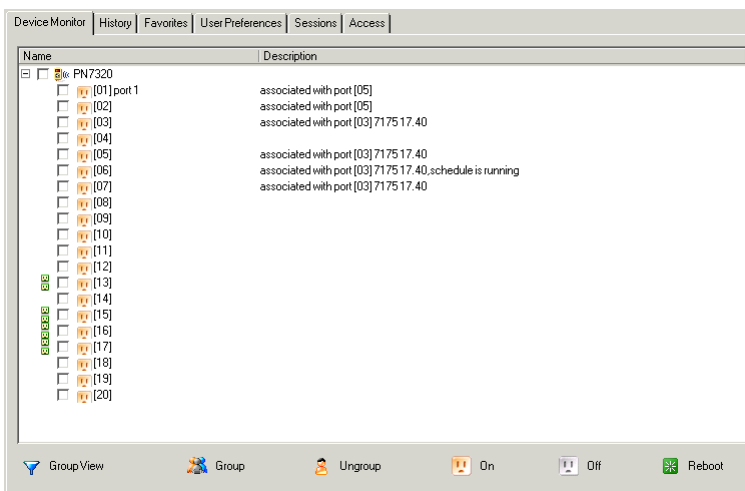 Device Monitor History Favorites User Preferences Sessions Access
Name Description
PN7320
[01] port 1 associated with port [05]
[02] associated with port [05]
[03] associated with port [03] 7175 17.40
[04]
[05] associated with port [03] 7175 17.40
[06] associated with port [03] 7175 17.40,schedule is running
[07] associated with port [03] 7175 17.40
[08]
[09]
[10]
[11]
[12]
[13]
[14]
[15]
[16]
[17]
[18]
[19]
[20]
Group View Group Ungroup On Off Reboot